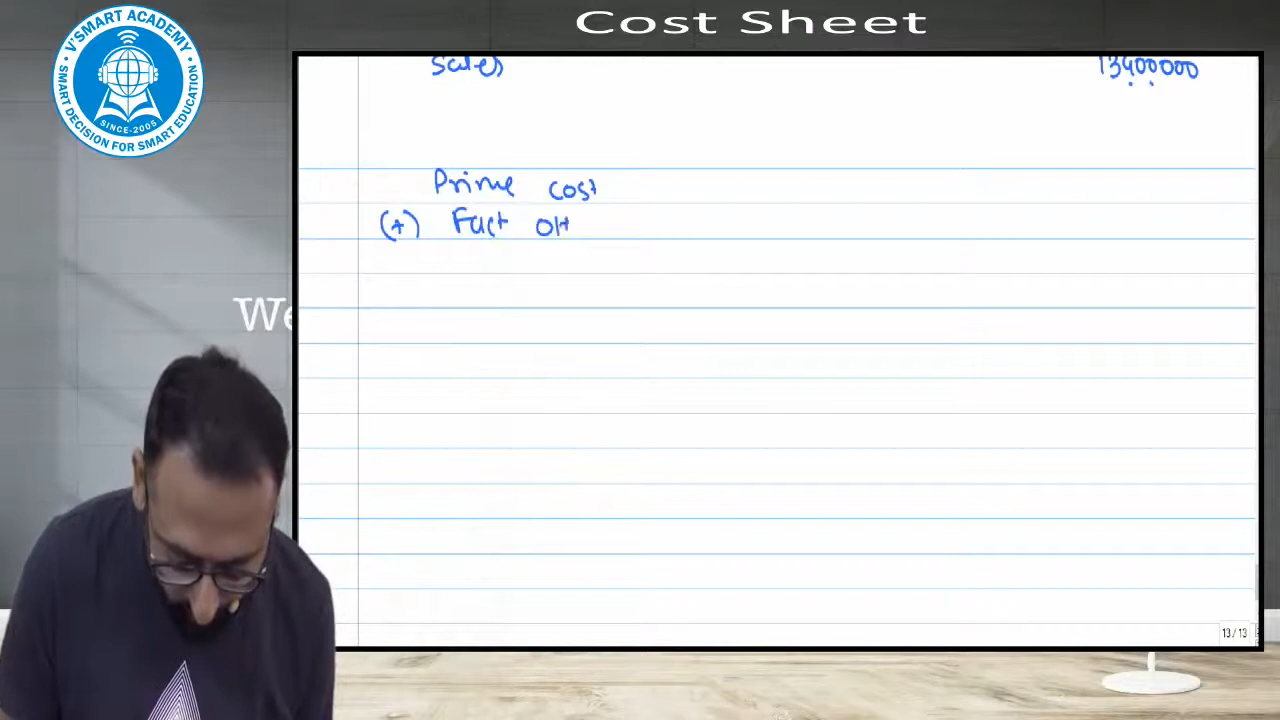 Cost Sheet
V'SMART ACADEMY
SINCE-2005
SMART DECISION FOR SMART EDUCATION
Sales 13400000
Prime cost
(+) Fact OH
We
13 / 13